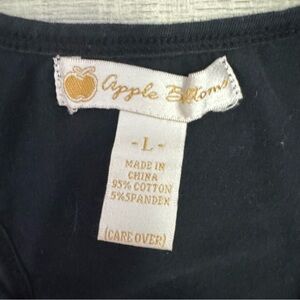 apple Bottoms
- L -
MADE IN
CHINA
95% COTTON
5% SPANDEX
(CARE OVER)